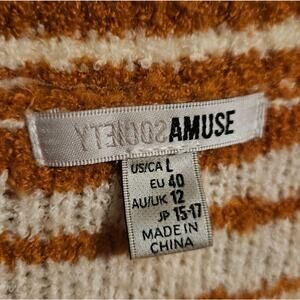 SOCIETY AMUSE
US/CA L
EU 40
AU/UK 12
JP 15-17
MADE IN
CHINA